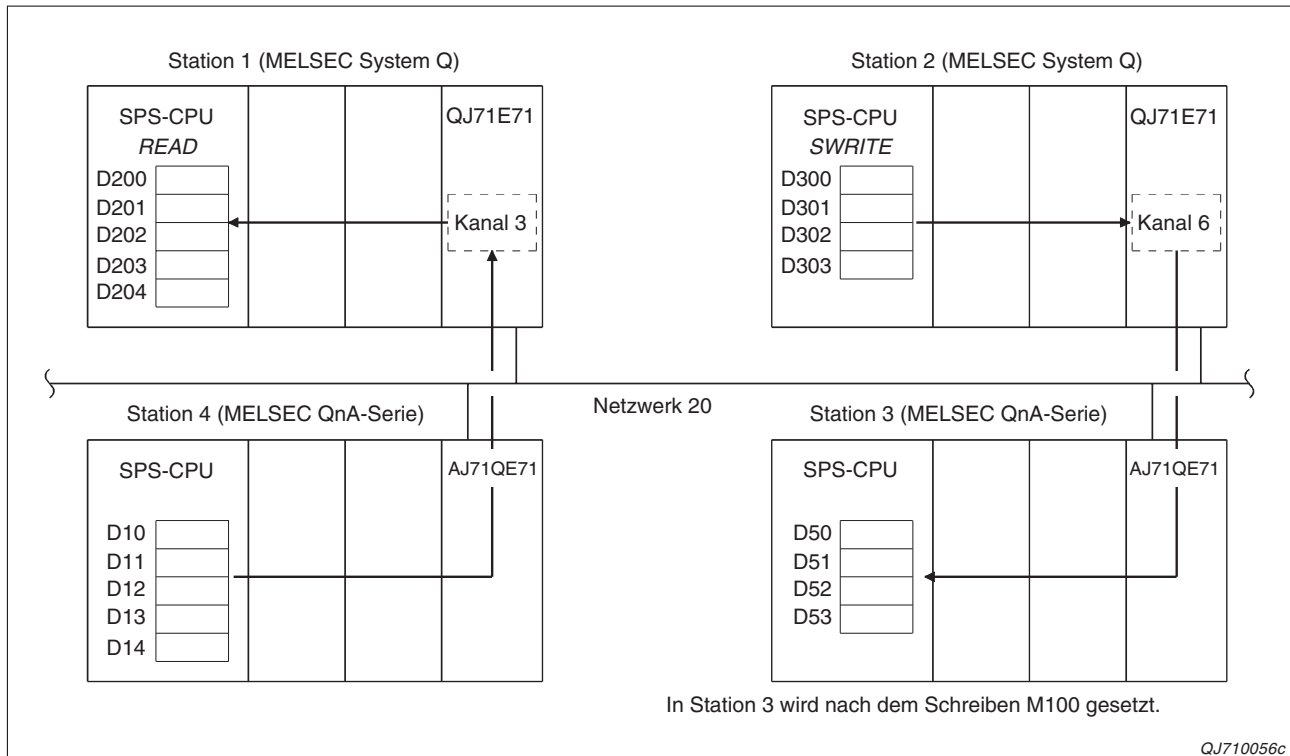 Station 1 (MELSEC System Q)
SPS-CPU
READ
D200
D201
D202
D203
D204
QJ71E71
Kanal 3
Station 2 (MELSEC System Q)
SPS-CPU
SWRITE
D300
D301
D302
D303
QJ71E71
Kanal 6
Netzwerk 20
Station 4 (MELSEC QnA-Serie)
SPS-CPU
D10
D11
D12
D13
D14
AJ71QE71
Station 3 (MELSEC QnA-Serie)
SPS-CPU
D50
D51
D52
D53
AJ71QE71
In Station 3 wird nach dem Schreiben M100 gesetzt.
QJ710056c